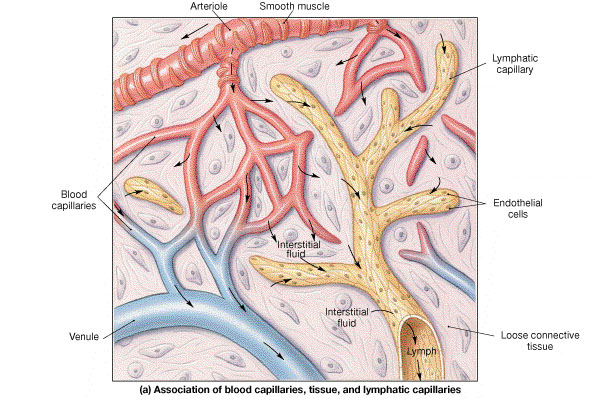 Arteriole
Smooth muscle
Lymphatic
capillary
Blood
capillaries
Endothelial
cells
Interstitial
fluid
Interstitial
fluid
Venule
Loose connective
tissue
Lymph
(a) Association of blood capillaries, tissue, and lymphatic capillaries